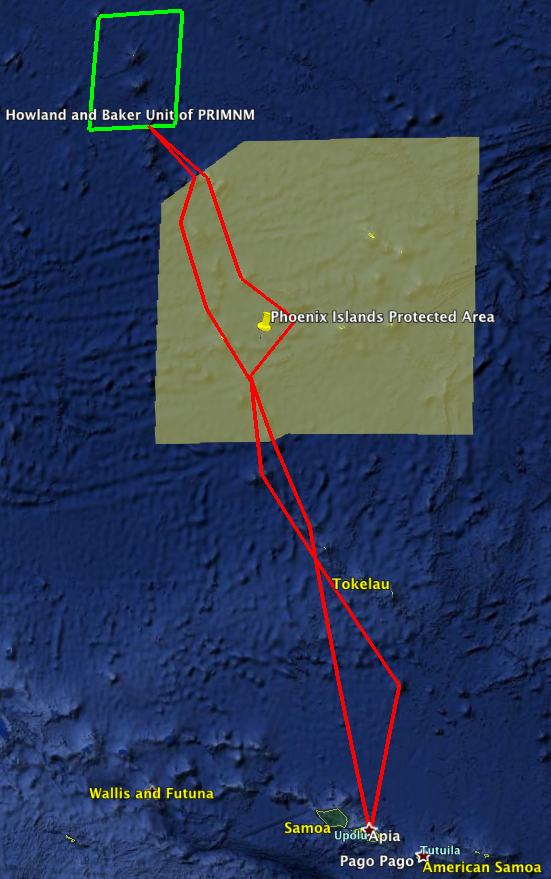 Howland and Baker Unit of PRIMNM
Phoenix Islands Protected Area
Tokelau
Wallis and Futuna
Samoa
Upolu
Apia
Tutuila
Pago Pago
American Samoa